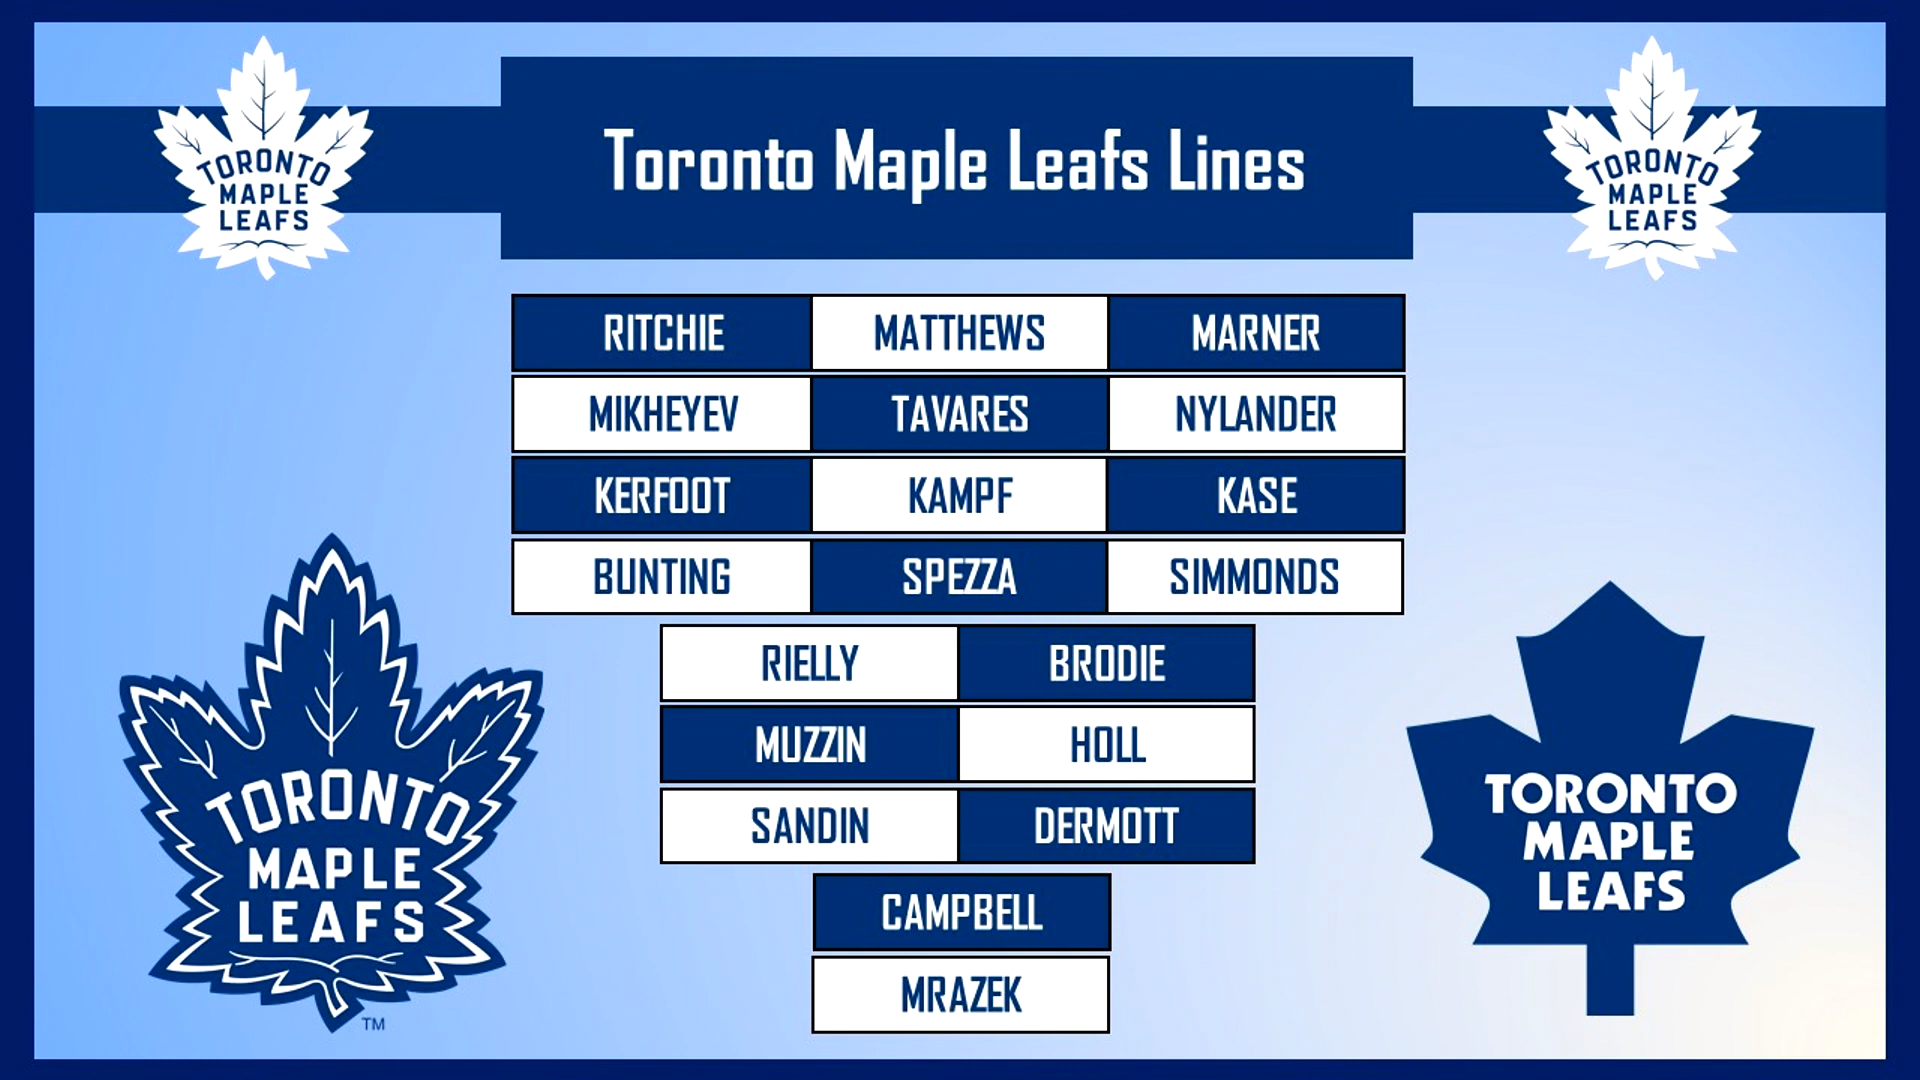 TORONTO
MAPLE
LEAFS
Toronto Maple Leafs Lines
TORONTO
MAPLE
LEAFS
RITCHIE MATTHEWS MARNER
MIKHEYEV TAVARES NYLANDER
KERFOOT KAMPF KASE
BUNTING SPEZZA SIMMONDS
RIELLY BRODIE
MUZZIN HOLL
SANDIN DERMOTT
CAMPBELL
MRAZEK
TORONTO
MAPLE
LEAFS
TM
TORONTO
MAPLE
LEAFS